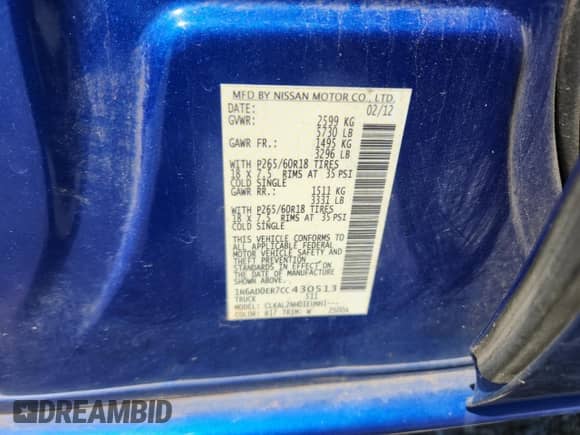 MFD BY NISSAN MOTOR CO., LTD.
DATE: 02/12
GVWR: 2599 KG
5730 LB
GAWR FR.: 1495 KG
3296 LB
WITH P265/60R18 TIRES
18 x 7.5 RIMS AT 35 PSI
COLD SINGLE
GAWR RR.: 1511 KG
3331 LB
WITH P265/60R18 TIRES
18 x 7.5 RIMS AT 35 PSI
COLD SINGLE
THIS VEHICLE CONFORMS TO
ALL APPLICABLE FEDERAL
MOTOR VEHICLE SAFETY AND
THEFT PREVENTION
STANDARDS IN EFFECT ON
THE DATE OF MANUFACTURE
SHOWN ABOVE.
1N6AD0ER7CC430513
TRUCK
MODEL:
COLOR: B17 TRIM: W
DREAMBID